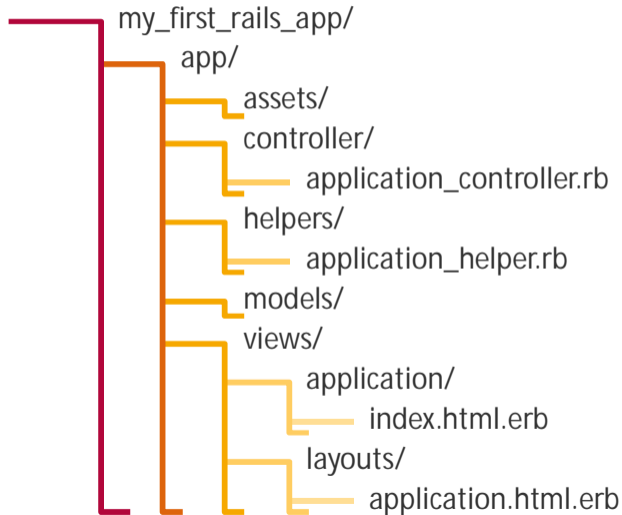 my_first_rails_app/
app/
assets/
controller/
application_controller.rb
helpers/
application_helper.rb
models/
views/
application/
index.html.erb
layouts/
application.html.erb